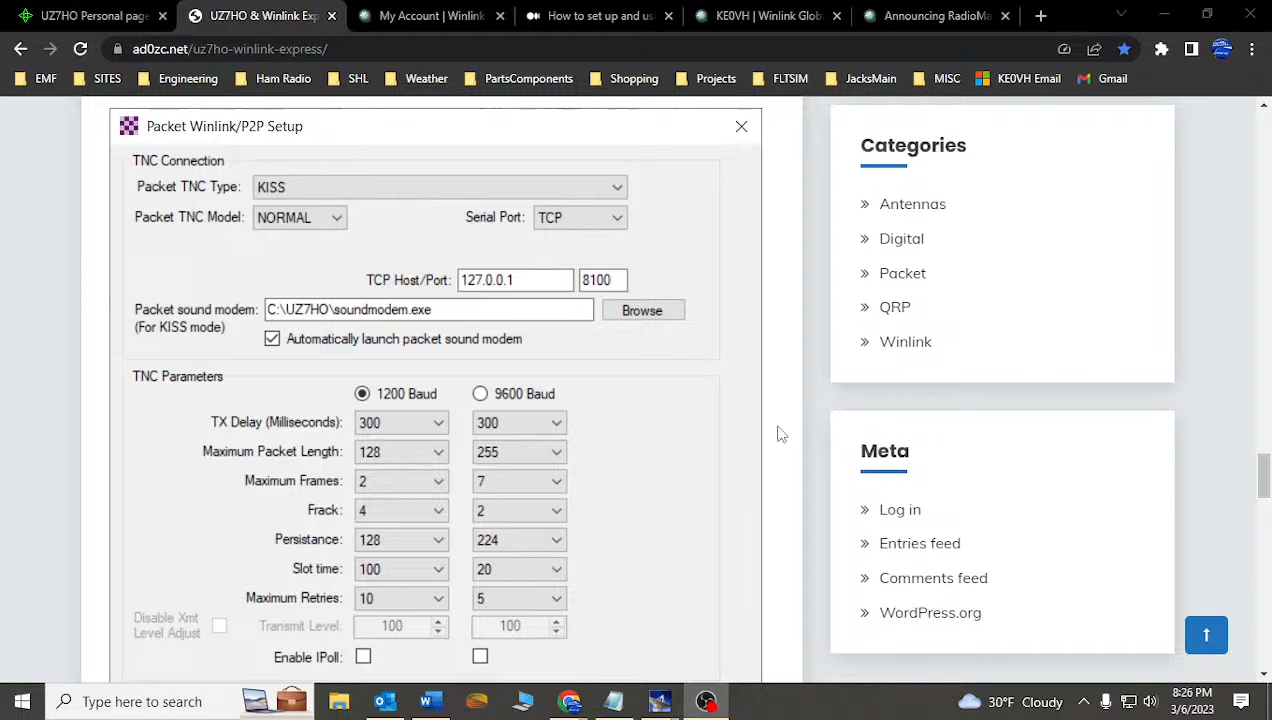 UZ7HO Personal page
UZ7HO & Winlink Exp
My Account | Winlink
How to set up and us
KE0VH | Winlink Glob
Announcing RadioMa
ad0zc.net/uz7ho-winlink-express/
EMF
SITES
Engineering
Ham Radio
SHL
Weather
PartsComponents
Shopping
Projects
FLTSIM
JacksMain
MISC
KE0VH Email
Gmail
Packet Winlink/P2P Setup
TNC Connection
Packet TNC Type: KISS
Packet TNC Model: NORMAL Serial Port: TCP
TCP Host/Port: 127.0.0.1 8100
Packet sound modem: C:\UZ7HO\soundmodem.exe Browse
(For KISS mode)
Automatically launch packet sound modem
TNC Parameters
1200 Baud 9600 Baud
TX Delay (Milliseconds): 300 300
Maximum Packet Length: 128 255
Maximum Frames: 2 7
Frack: 4 2
Persistance: 128 224
Slot time: 100 20
Maximum Retries: 10 5
Disable Xmt
Level Adjust
Transmit Level: 100 100
Enable IPoll:
Categories
Antennas
Digital
Packet
QRP
Winlink
Meta
Log in
Entries feed
Comments feed
WordPress.org
Type here to search
30°F Cloudy
8:26 PM
3/6/2023